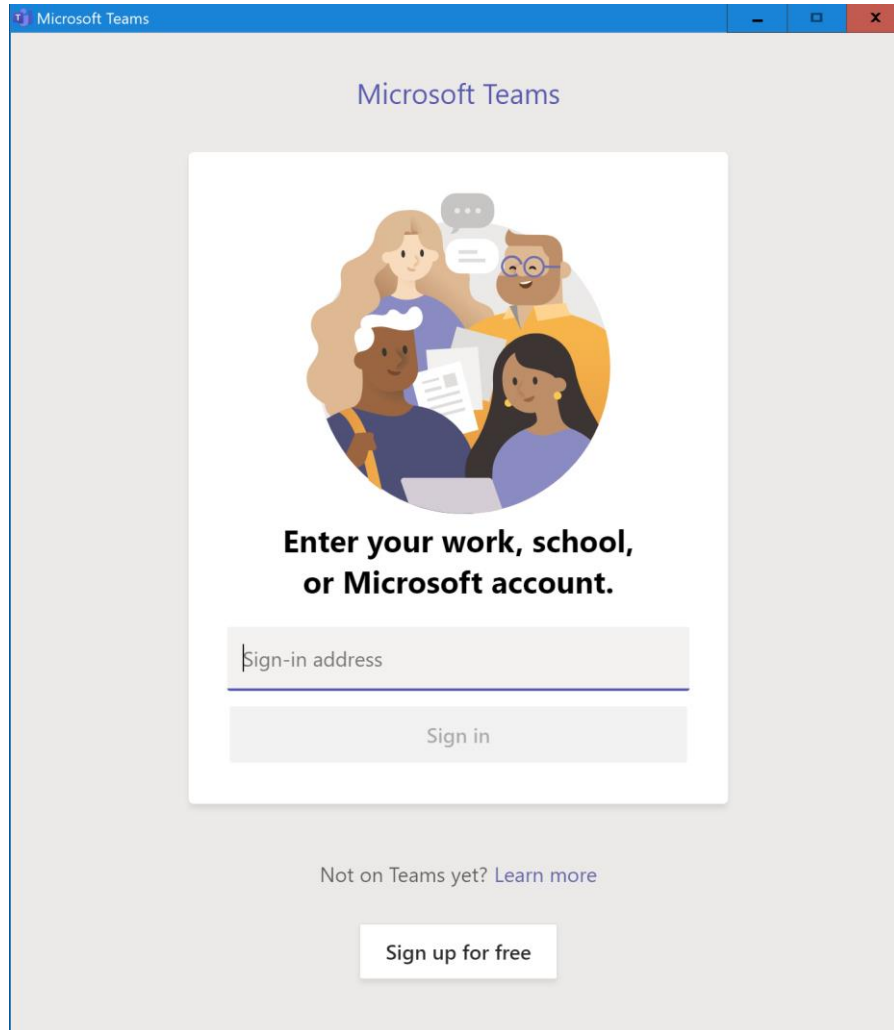 Microsoft Teams
Microsoft Teams
Enter your work, school,
or Microsoft account.
Sign-in address
Sign in
Not on Teams yet? Learn more
Sign up for free